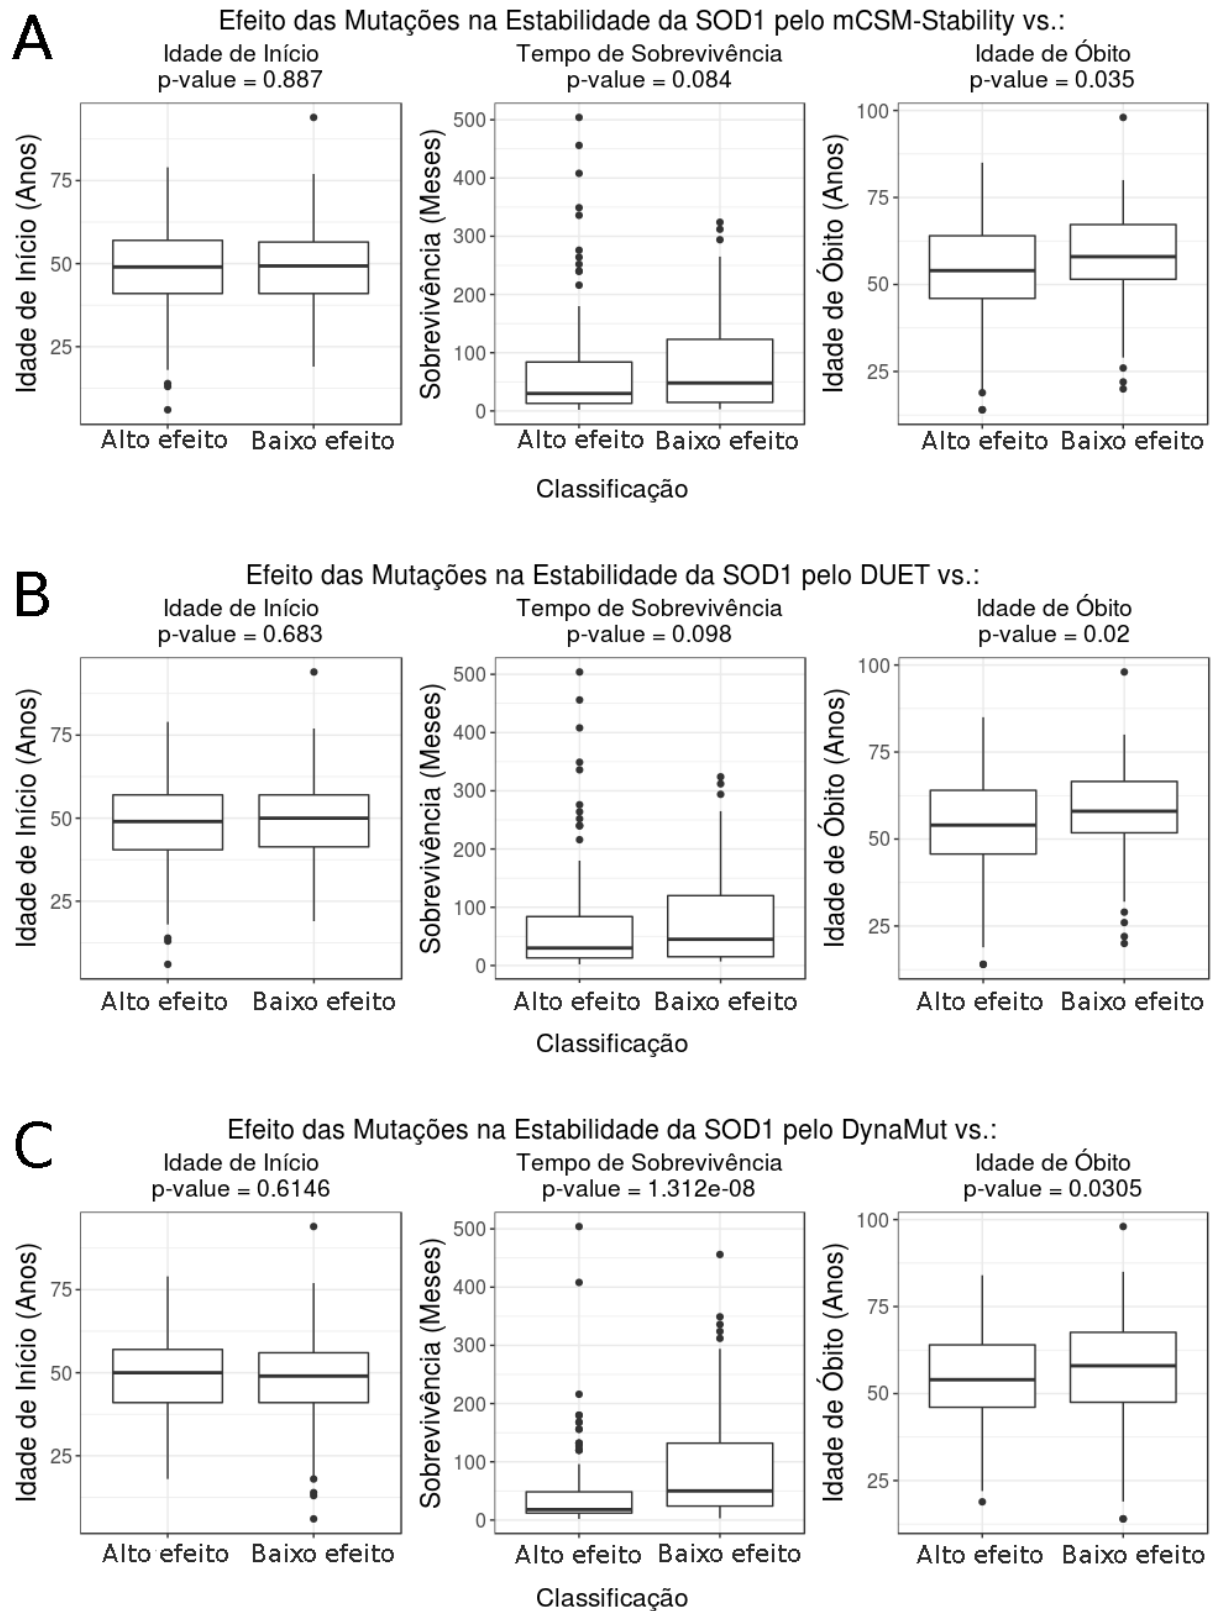 A
Efeito das Mutações na Estabilidade da SOD1 pelo mCSM-Stability vs.:
Idade de Início
p-value = 0.887
Idade de Início (Anos)
75
50
25
Alto efeito Baixo efeito
Tempo de Sobrevivência
p-value = 0.084
Sobrevivência (Meses)
500
400
300
200
100
0
Alto efeito Baixo efeito
Idade de Óbito
p-value = 0.035
Idade de Óbito (Anos)
100
75
50
25
Alto efeito Baixo efeito
Classificação
B
Efeito das Mutações na Estabilidade da SOD1 pelo DUET vs.:
Idade de Início
p-value = 0.683
Idade de Início (Anos)
75
50
25
Alto efeito Baixo efeito
Tempo de Sobrevivência
p-value = 0.098
Sobrevivência (Meses)
500
400
300
200
100
0
Alto efeito Baixo efeito
Idade de Óbito
p-value = 0.02
Idade de Óbito (Anos)
100
75
50
25
Alto efeito Baixo efeito
Classificação
C
Efeito das Mutações na Estabilidade da SOD1 pelo DynaMut vs.:
Idade de Início
p-value = 0.6146
Idade de Início (Anos)
75
50
25
Alto efeito Baixo efeito
Tempo de Sobrevivência
p-value = 1.312e-08
Sobrevivência (Meses)
500
400
300
200
100
0
Alto efeito Baixo efeito
Idade de Óbito
p-value = 0.0305
Idade de Óbito (Anos)
100
75
50
25
Alto efeito Baixo efeito
Classificação